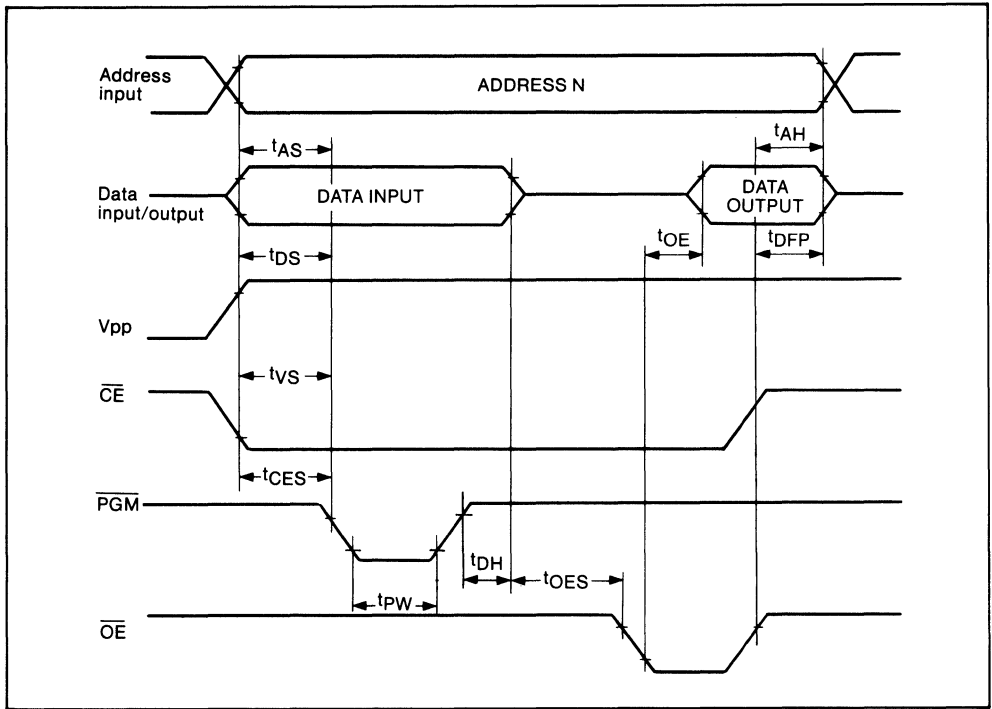 Address
input
ADDRESS N
tAH
tAS
Data
input/output
DATA INPUT
DATA
OUTPUT
tOE
tDFP
tDS
Vpp
tVS
CE
tCES
PGM
tDH
tOES
tPW
OE